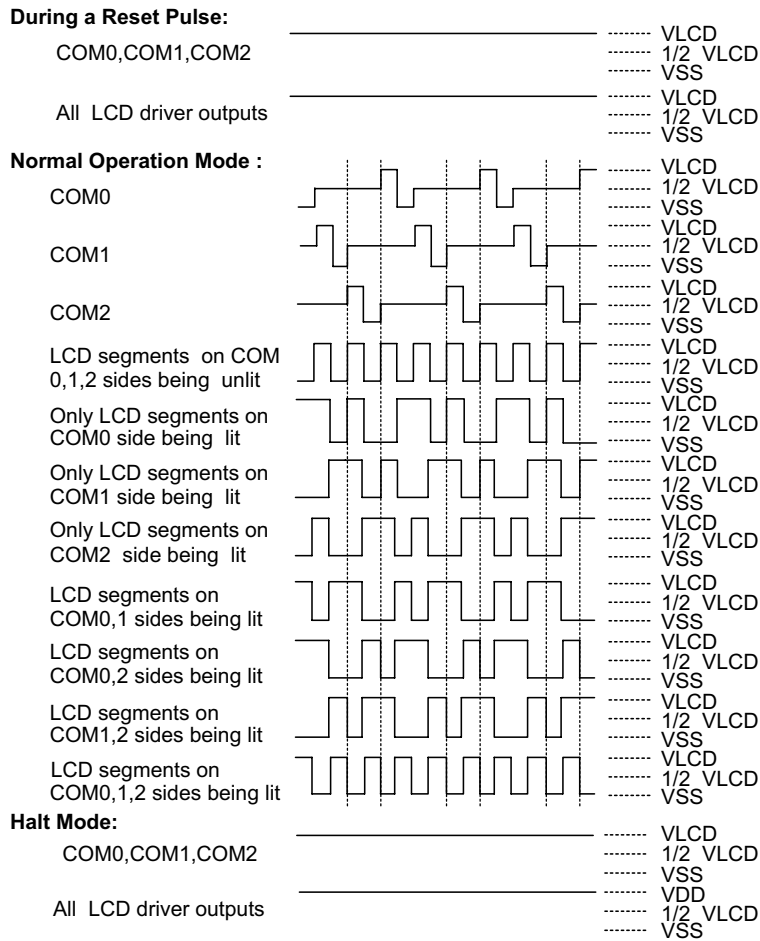 During a Reset Pulse:
COM0,COM1,COM2
VLCD
1/2 VLCD
VSS
All LCD driver outputs
VLCD
1/2 VLCD
VSS
Normal Operation Mode :
COM0
VLCD
1/2 VLCD
VSS
COM1
VLCD
1/2 VLCD
VSS
COM2
VLCD
1/2 VLCD
VSS
LCD segments on COM
0,1,2 sides being unlit
VLCD
1/2 VLCD
VSS
Only LCD segments on
COM0 side being lit
VLCD
1/2 VLCD
VSS
Only LCD segments on
COM1 side being lit
VLCD
1/2 VLCD
VSS
Only LCD segments on
COM2 side being lit
VLCD
1/2 VLCD
VSS
LCD segments on
COM0,1 sides being lit
VLCD
1/2 VLCD
VSS
LCD segments on
COM0,2 sides being lit
VLCD
1/2 VLCD
VSS
LCD segments on
COM1,2 sides being lit
VLCD
1/2 VLCD
VSS
LCD segments on
COM0,1,2 sides being lit
VLCD
1/2 VLCD
VSS
Halt Mode:
COM0,COM1,COM2
VLCD
1/2 VLCD
VSS
All LCD driver outputs
VDD
1/2 VLCD
VSS